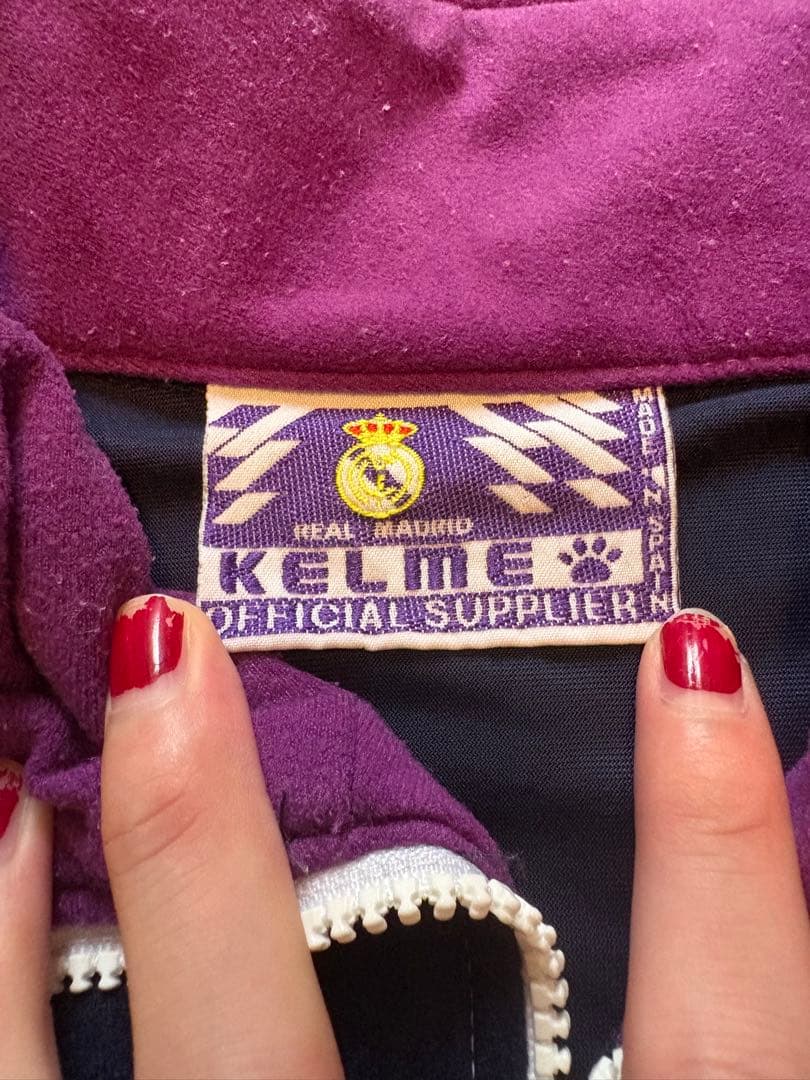 REAL MADRID
KELME
OFFICIAL SUPPLIER
MADE IN SPAIN